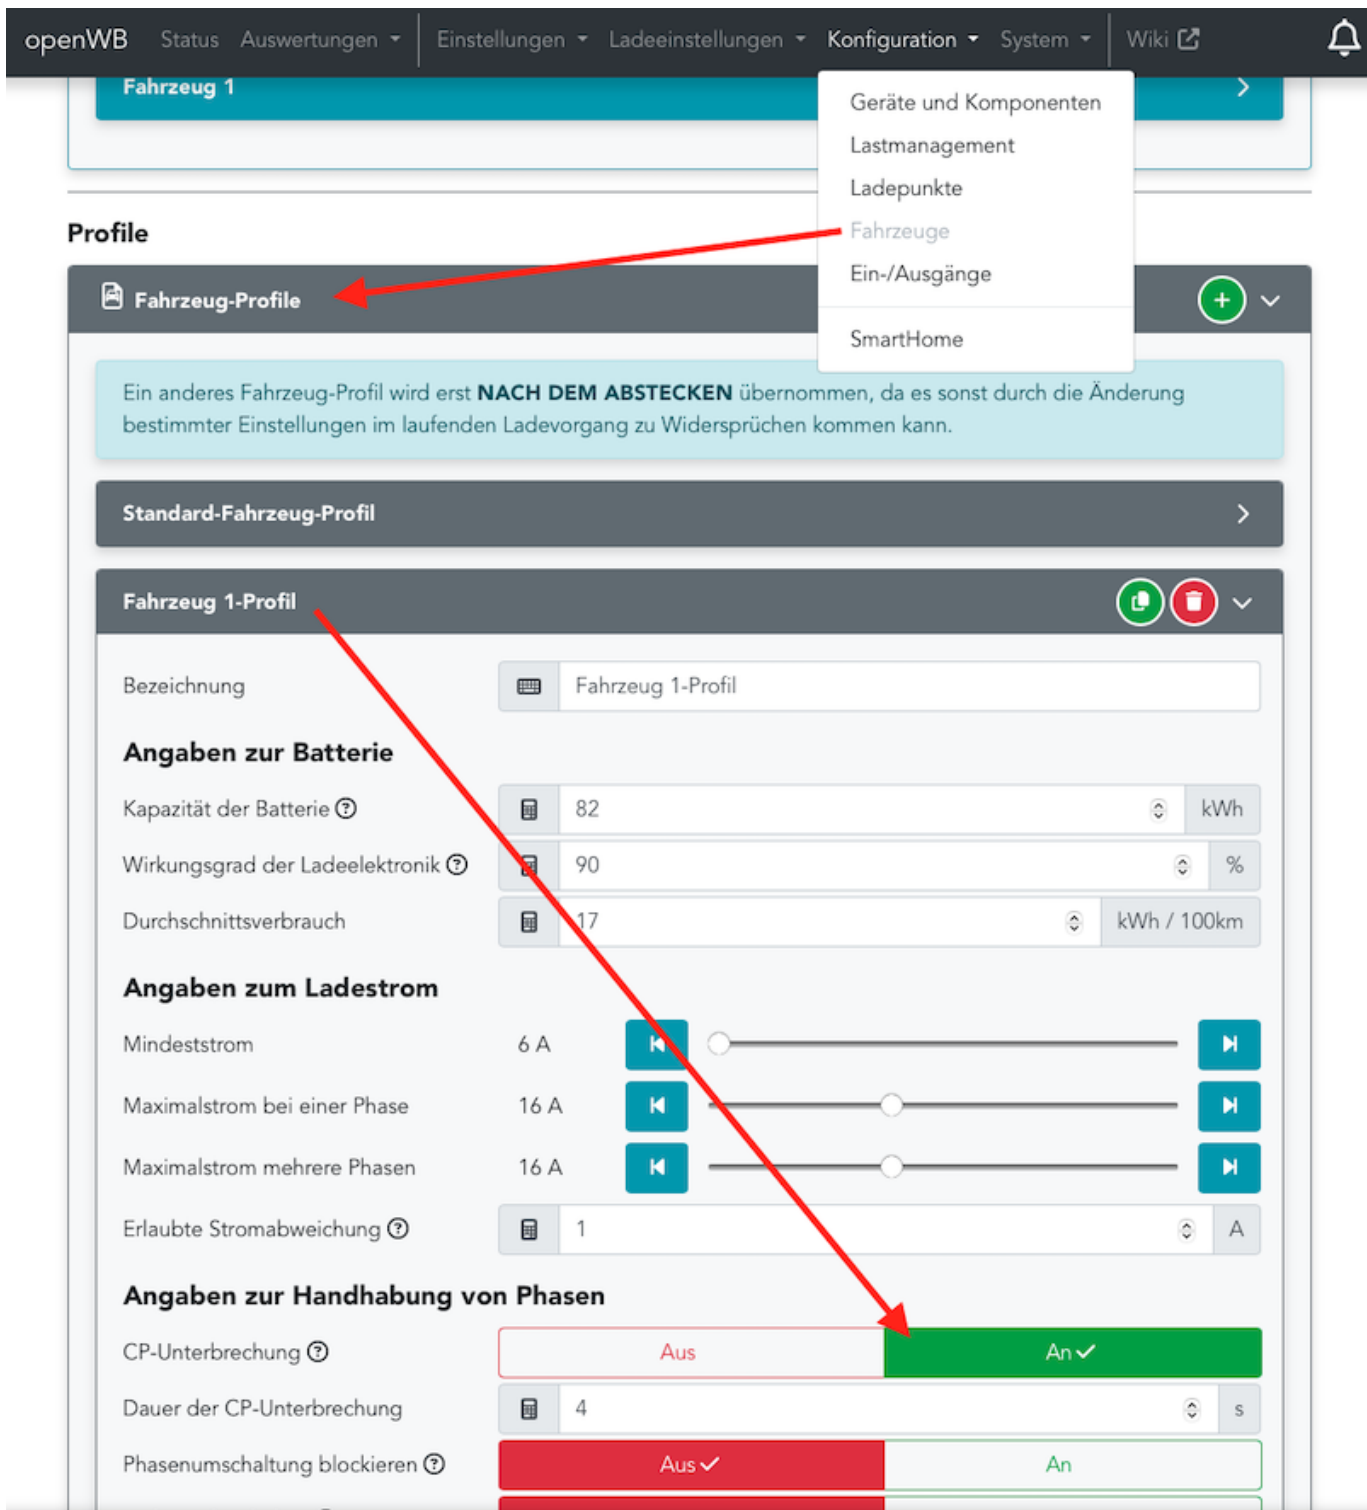 openWB Status Auswertungen Einstellungen Ladeeinstellungen Konfiguration System Wiki
Fahrzeug 1
Geräte und Komponenten
Lastmanagement
Ladepunkte
Fahrzeuge
Ein-/Ausgänge
SmartHome
Profile
Fahrzeug-Profile
Ein anderes Fahrzeug-Profil wird erst NACH DEM ABSTECKEN übernommen, da es sonst durch die Änderung
bestimmter Einstellungen im laufenden Ladevorgang zu Widersprüchen kommen kann.
Standard-Fahrzeug-Profil
Fahrzeug 1-Profil
Bezeichnung Fahrzeug 1-Profil
Angaben zur Batterie
Kapazität der Batterie 82 kWh
Wirkungsgrad der Ladeelektronik 90 %
Durchschnittsverbrauch 17 kWh / 100km
Angaben zum Ladestrom
Mindeststrom 6 A
Maximalstrom bei einer Phase 16 A
Maximalstrom mehrere Phasen 16 A
Erlaubte Stromabweichung 1 A
Angaben zur Handhabung von Phasen
CP-Unterbrechung Aus An
Dauer der CP-Unterbrechung 4 s
Phasenumschaltung blockieren Aus An